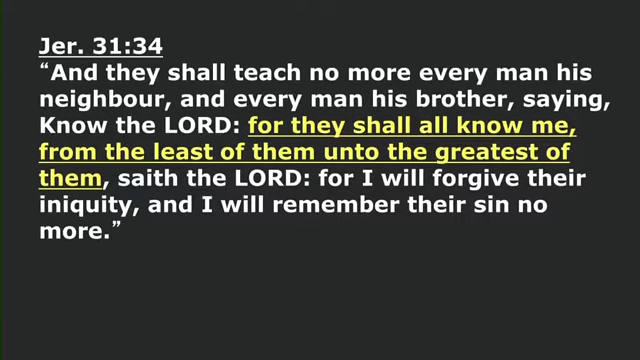 Jer. 31:34
“And they shall teach no more every man his
neighbour, and every man his brother, saying,
Know the LORD: for they shall all know me,
from the least of them unto the greatest of
them, saith the LORD: for I will forgive their
iniquity, and I will remember their sin no
more.”